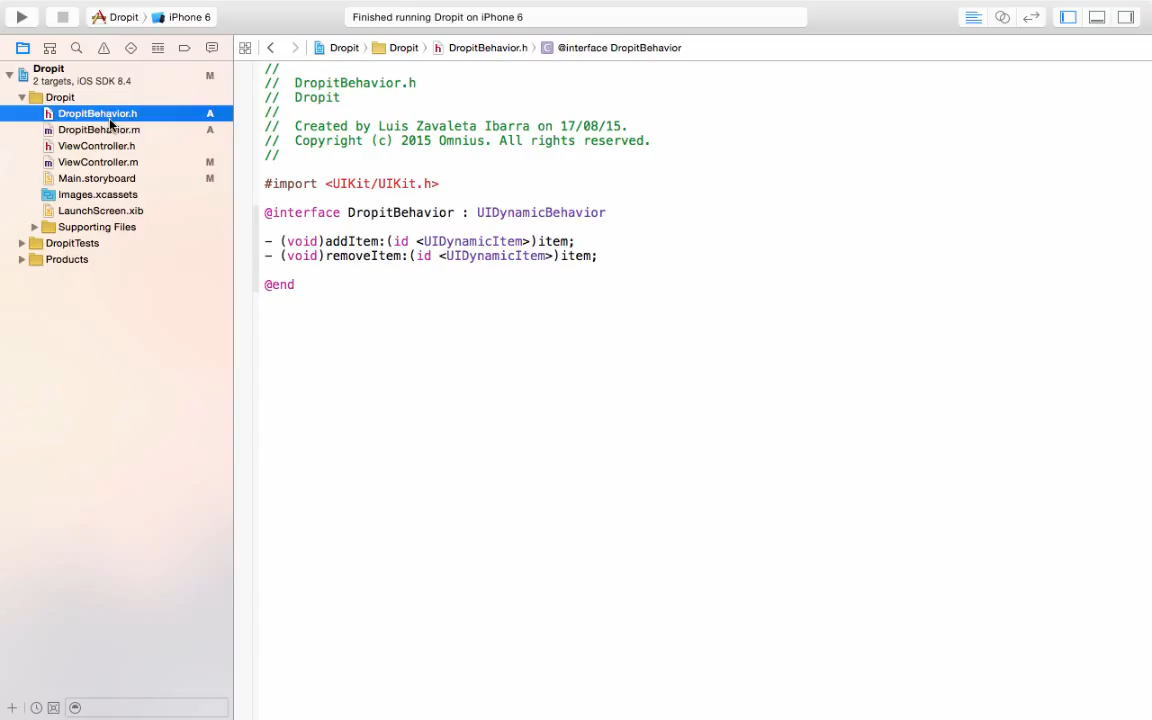 Dropit 〉 iPhone 6
Finished running Dropit on iPhone 6
Dropit 〉 Dropit 〉 h DropitBehavior.h 〉 C @interface DropitBehavior
Dropit M
2 targets, iOS SDK 8.4
Dropit
h DropitBehavior.h A
m DropitBehavior.m A
h ViewController.h
m ViewController.m M
Main.storyboard M
Images.xcassets
LaunchScreen.xib
Supporting Files
DropitTests
Products
//
// DropitBehavior.h
// Dropit
//
// Created by Luis Zavaleta Ibarra on 17/08/15.
// Copyright (c) 2015 Omnius. All rights reserved.
//
#import <UIKit/UIKit.h>
@interface DropitBehavior : UIDynamicBehavior
- (void)addItem:(id <UIDynamicItem>)item;
- (void)removeItem:(id <UIDynamicItem>)item;
@end